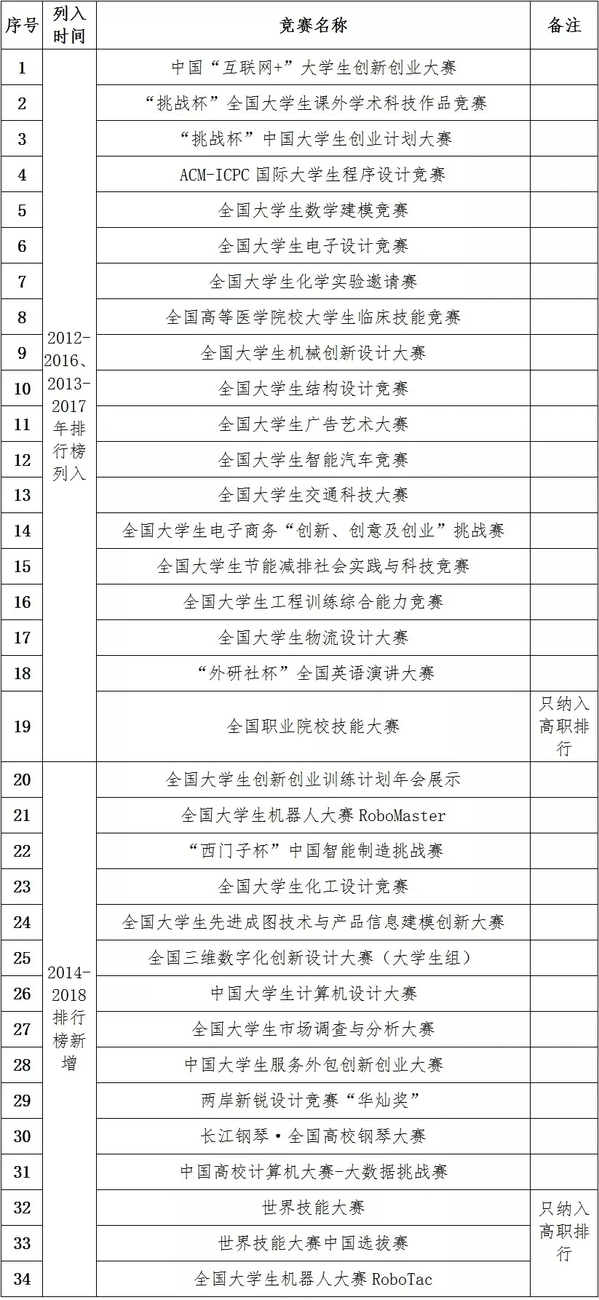 序号 列入时间 竞赛名称 备注
1 中国“互联网+”大学生创新创业大赛
2 “挑战杯”全国大学生课外学术科技作品竞赛
3 “挑战杯”中国大学生创业计划大赛
4 ACM-ICPC 国际大学生程序设计竞赛
5 全国大学生数学建模竞赛
6 全国大学生电子设计竞赛
7 全国大学生化学实验邀请赛
8 全国高等医学院校大学生临床技能竞赛
2012-
2016、
2013-
2017
年排
行榜
列入
9 全国大学生机械创新设计大赛
10 全国大学生结构设计竞赛
11 全国大学生广告艺术大赛
12 全国大学生智能汽车竞赛
13 全国大学生交通科技大赛
14 全国大学生电子商务“创新、创意及创业”挑战赛
15 全国大学生节能减排社会实践与科技竞赛
16 全国大学生工程训练综合能力竞赛
17 全国大学生物流设计大赛
18 “外研社杯”全国英语演讲大赛
19 全国职业院校技能大赛
只纳入
高职排
行
20 全国大学生创新创业训练计划年会展示
21 全国大学生机器人大赛 RoboMaster
22 “西门子杯”中国智能制造挑战赛
23 全国大学生化工设计竞赛
24 全国大学生先进成图技术与产品信息建模创新大赛
25 全国三维数字化创新设计大赛（大学生组）
2014-
2018
排行
榜新
增
26 中国大学生计算机设计大赛
27 全国大学生市场调查与分析大赛
28 中国大学生服务外包创新创业大赛
29 两岸新锐设计竞赛“华灿奖”
30 长江钢琴·全国高校钢琴大赛
31 中国高校计算机大赛-大数据挑战赛
32 世界技能大赛
33 世界技能大赛中国选拔赛
34 全国大学生机器人大赛 RoboTac
只纳入
高职排
行